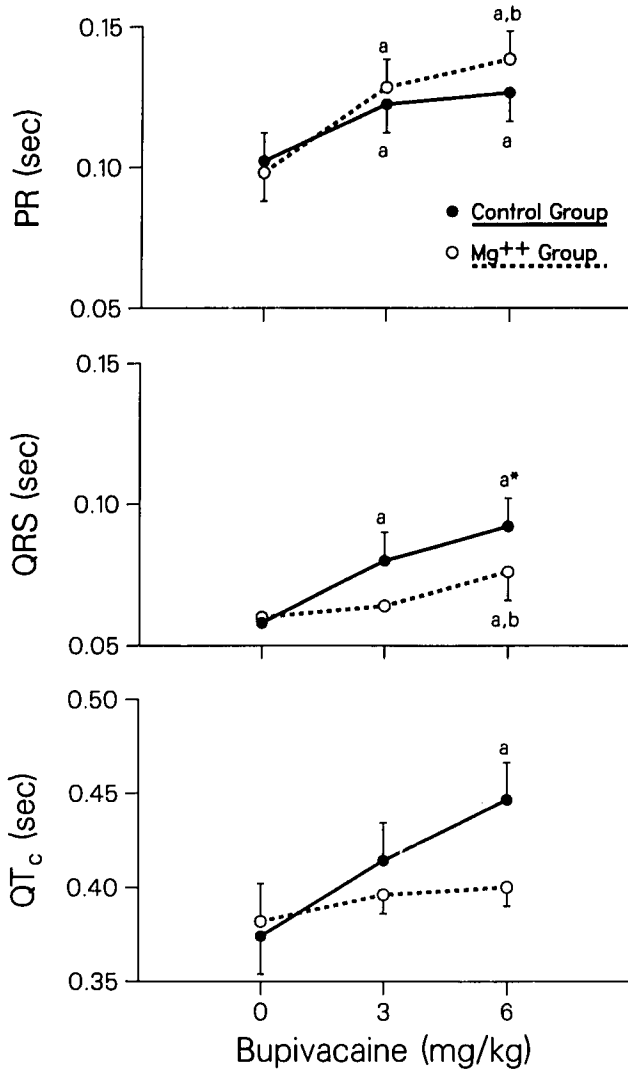 0.15
0.10
0.05
PR (sec)
a
a,b
a
a
Control Group
Mg++ Group
0.15
0.10
0.05
QRS (sec)
a
a*
a,b
0.50
0.45
0.40
0.35
QTc (sec)
a
0
3
6
Bupivacaine (mg/kg)